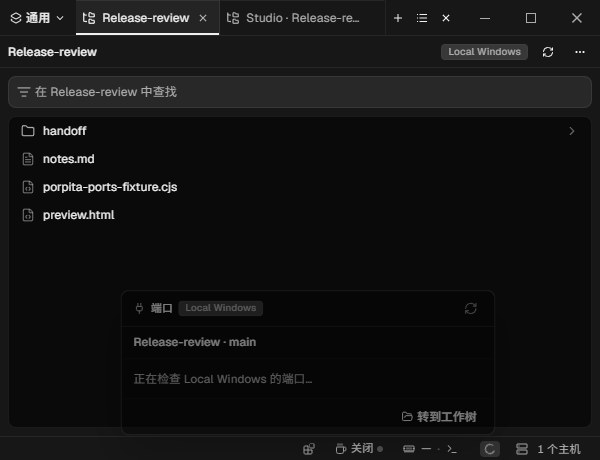 通用 Release-review Studio · Release-re...
Release-review Local Windows
在 Release-review 中查找
handoff
notes.md
porpita-ports-fixture.cjs
preview.html
端口 Local Windows
Release-review · main
正在检查 Local Windows 的端口...
转到工作树
关闭 1 个主机